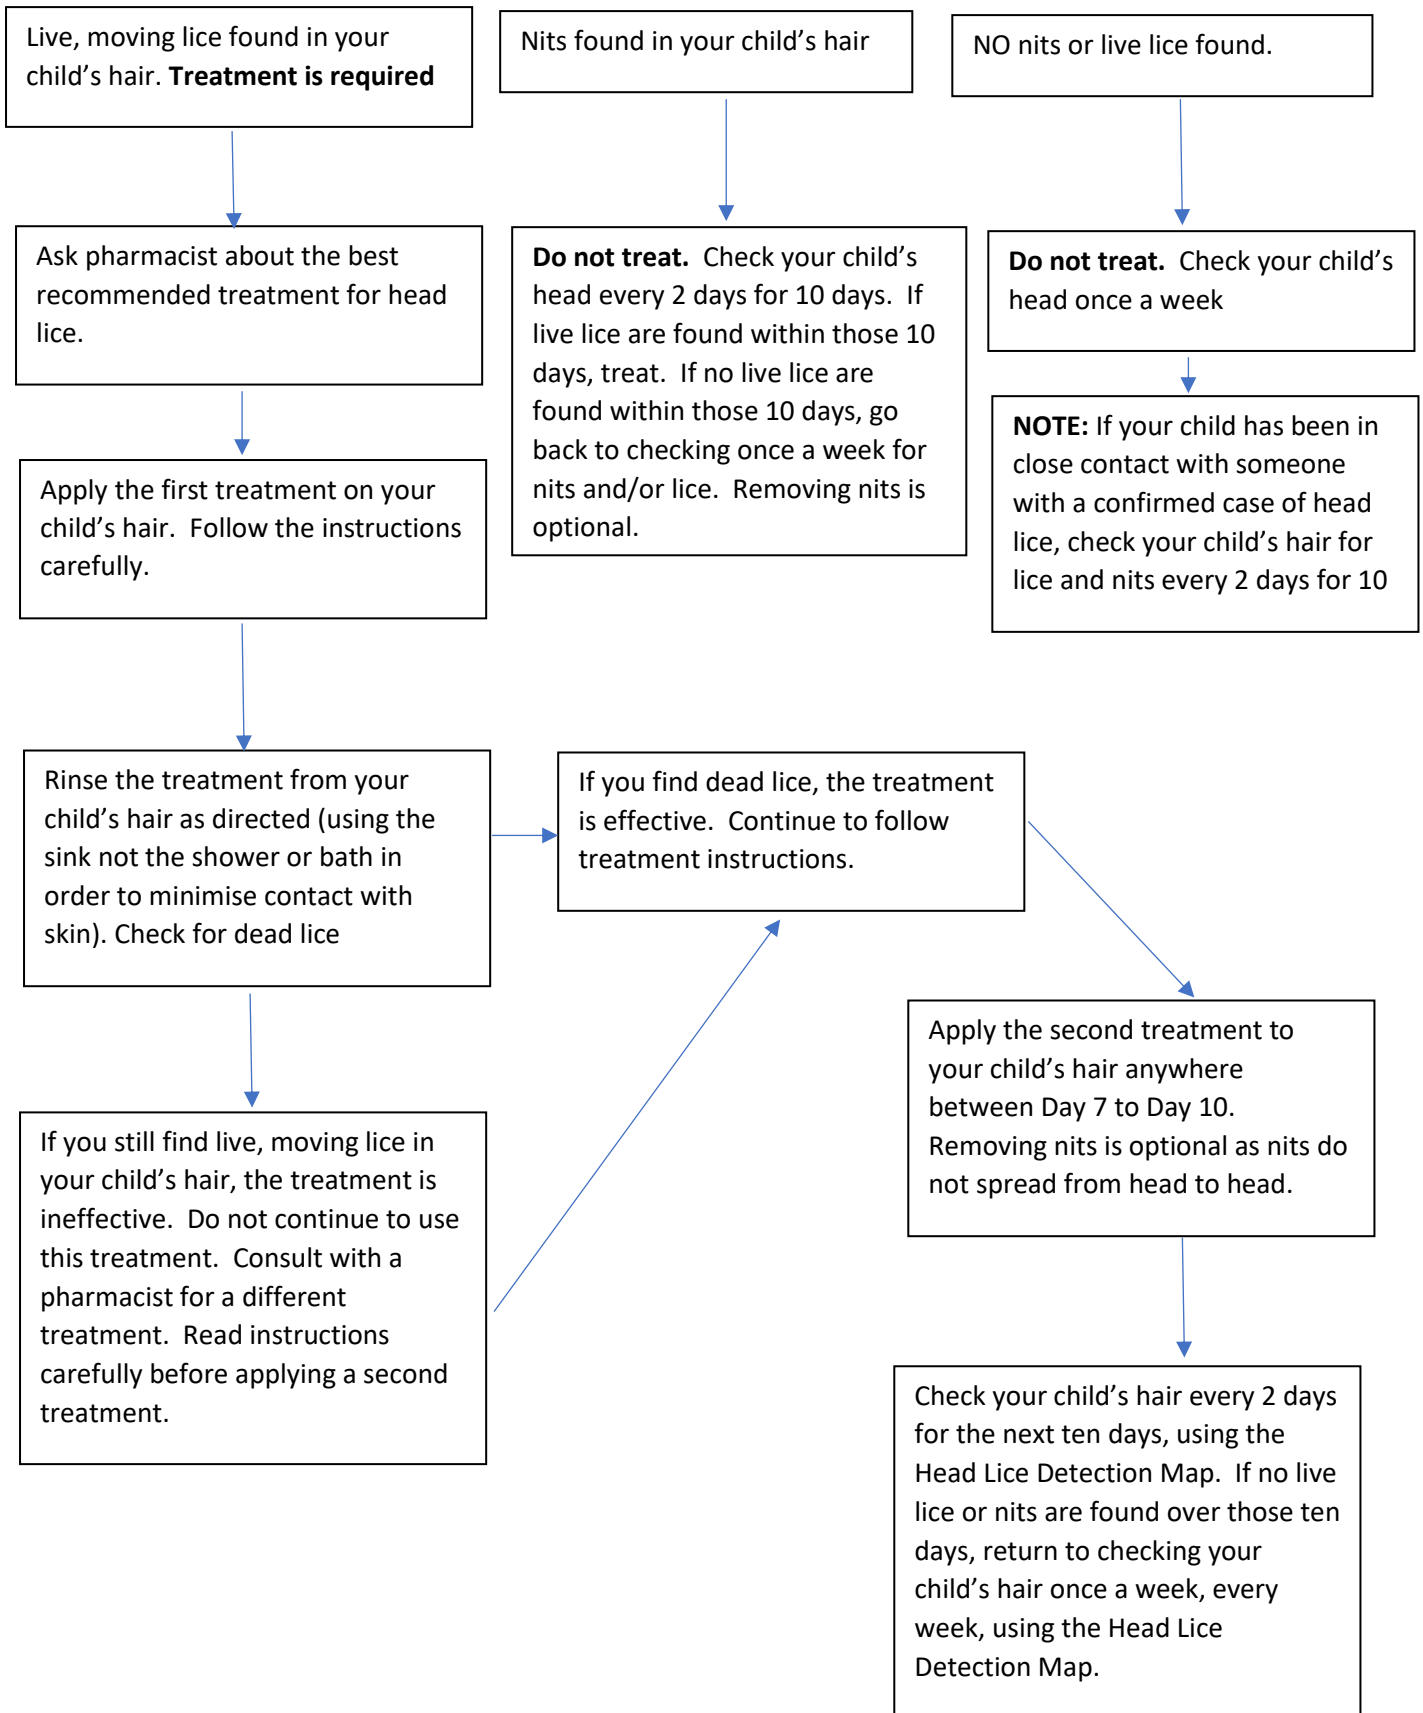 Live, moving lice found in your
child’s hair. Treatment is required
Nits found in your child’s hair
NO nits or live lice found.
Ask pharmacist about the best
recommended treatment for head
lice.
Do not treat.  Check your child’s
head every 2 days for 10 days.  If
live lice are found within those 10
days, treat.  If no live lice are
found within those 10 days, go
back to checking once a week for
nits and/or lice.  Removing nits is
optional.
Do not treat.  Check your child’s
head once a week
NOTE: If your child has been in
close contact with someone
with a confirmed case of head
lice, check your child’s hair for
lice and nits every 2 days for 10
Apply the first treatment on your
child’s hair.  Follow the instructions
carefully.
Rinse the treatment from your
child’s hair as directed (using the
sink not the shower or bath in
order to minimise contact with
skin). Check for dead lice
If you find dead lice, the treatment
is effective.  Continue to follow
treatment instructions.
If you still find live, moving lice in
your child’s hair, the treatment is
ineffective.  Do not continue to use
this treatment.  Consult with a
pharmacist for a different
treatment.  Read instructions
carefully before applying a second
treatment.
Apply the second treatment to
your child’s hair anywhere
between Day 7 to Day 10.
Removing nits is optional as nits do
not spread from head to head.
Check your child’s hair every 2 days
for the next ten days, using the
Head Lice Detection Map.  If no live
lice or nits are found over those ten
days, return to checking your
child’s hair once a week, every
week, using the Head Lice
Detection Map.